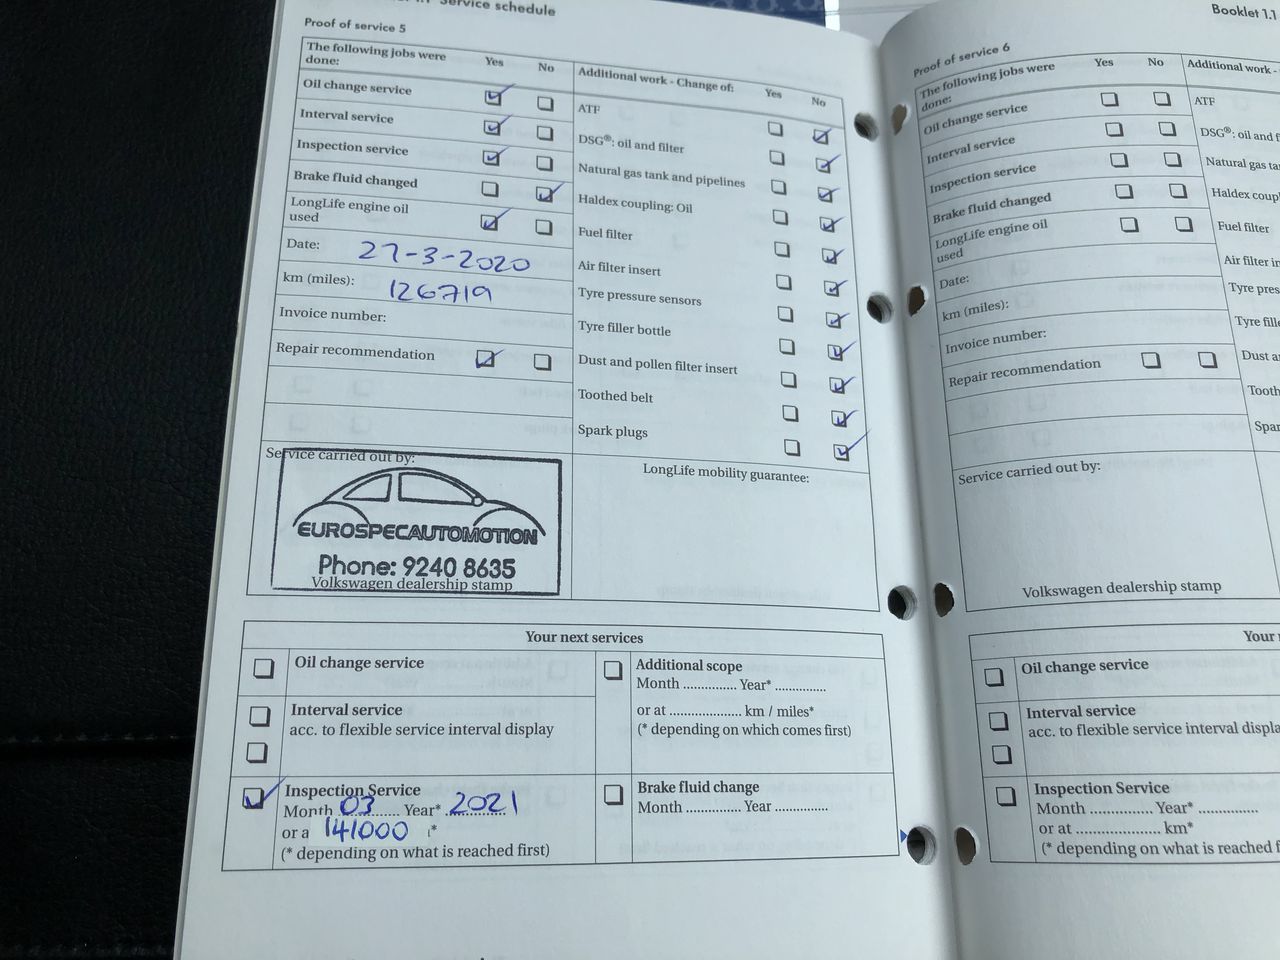 Service schedule
Proof of service 5
The following jobs were done: Yes No
Oil change service
Interval service
Inspection service
Brake fluid changed
LongLife engine oil used
Date: 27-3-2020
km (miles): 126719
Invoice number:
Repair recommendation
Service carried out by:
EUROSPECAUTOMOTION
Phone: 9240 8635
Volkswagen dealership stamp
Additional work - Change of: Yes No
ATF
DSG®: oil and filter
Natural gas tank and pipelines
Haldex coupling: Oil
Fuel filter
Air filter insert
Tyre pressure sensors
Tyre filler bottle
Dust and pollen filter insert
Toothed belt
Spark plugs
LongLife mobility guarantee:
Your next services
Oil change service
Interval service
acc. to flexible service interval display
Inspection Service
Month 03 Year* 2021
or a 141000 *
(* depending on what is reached first)
Additional scope
Month .............. Year* ..............
or at .................... km / miles*
(* depending on which comes first)
Brake fluid change
Month ............ Year ..............
Booklet 1.1
Proof of service 6
The following jobs were done: Yes No
Oil change service
Interval service
Inspection service
Brake fluid changed
LongLife engine oil used
Date:
km (miles):
Invoice number:
Repair recommendation
Service carried out by:
Volkswagen dealership stamp
Additional work -
ATF
DSG®: oil and f
Natural gas ta
Haldex coupl
Fuel filter
Air filter in
Tyre pres
Tyre fille
Dust a
Tooth
Spar
Your
Oil change service
Interval service
acc. to flexible service interval displa
Inspection Service
Month ............ Year* ............
or at ..................... km*
(* depending on what is reached f